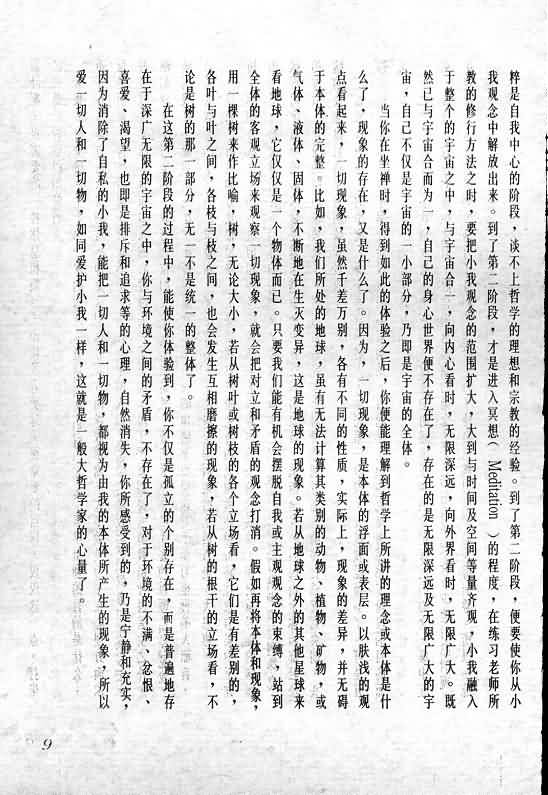 粹是自我中心的阶段，谈不上哲学的理想和宗教的经验。到了第二阶段，便要使你从小
我观念中解放出来。到了第二阶段，才是进入冥想（Meditation）的程度，在练习老师所
教的修行方法之时，要把小我观念的范围扩大，大到与时间及空间等量齐观，小我融入
于整个的宇宙之中，与宇宙合一，向内心看时，无限深远，向外界看时，无限广大。既
然已与宇宙合而为一，自己的身心世界便不存在了，存在的是无限深远及无限广大的宇
宙，自己不仅是宇宙的一小部分，乃即是宇宙的全体。
当你在坐禅时，得到如此的体验之后，你便能理解到哲学上所讲的理念或本体是什
么了，现象的存在，又是什么了。因为，一切现象，是本体的浮面或表层。以肤浅的观
点看起来，一切现象，虽然千差万别，各有不同的性质，实际上，现象的差异，并无碍
于本体的完整。比如，我们所处的地球，虽有无法计算其类别的动物、植物、矿物，或
气体、液体、固体，不断地在生灭变异，这是地球的现象。若从地球之外的其他星球来
看地球，它仅仅是一个物体而已。只要我们能有机会摆脱自我或主观观念的束缚，站到
全体的客观立场来观察一切现象，就会把对立和矛盾的观念打消。假如再将本体和现象，
用一棵树来作比喻，树，无论大小，若从树叶或树枝的各个立场看，它们是有差别的，
各叶与叶之间，各枝与枝之间，也会发生互相磨擦的现象，若从树的根干的立场看，不
论是树的那一部分，无一不是统一的整体了。
在这第二阶段的过程中，能使你体验到，你不仅是孤立的个别存在，而是普遍地存
在于深广无限的宇宙之中，你与环境之间的矛盾，不存在了，对于环境的不满、忿恨、
喜爱、渴望，也即是排斥和追求等的心理，自然消失，你所感受到的，乃是宁静和充实，
因为消除了自私的小我，能把一切人和一切物，都视为由我的本体所产生的现象，所以
爱一切人和一切物，如同爱护小我一样，这就是一般大哲学家的心量了。
9